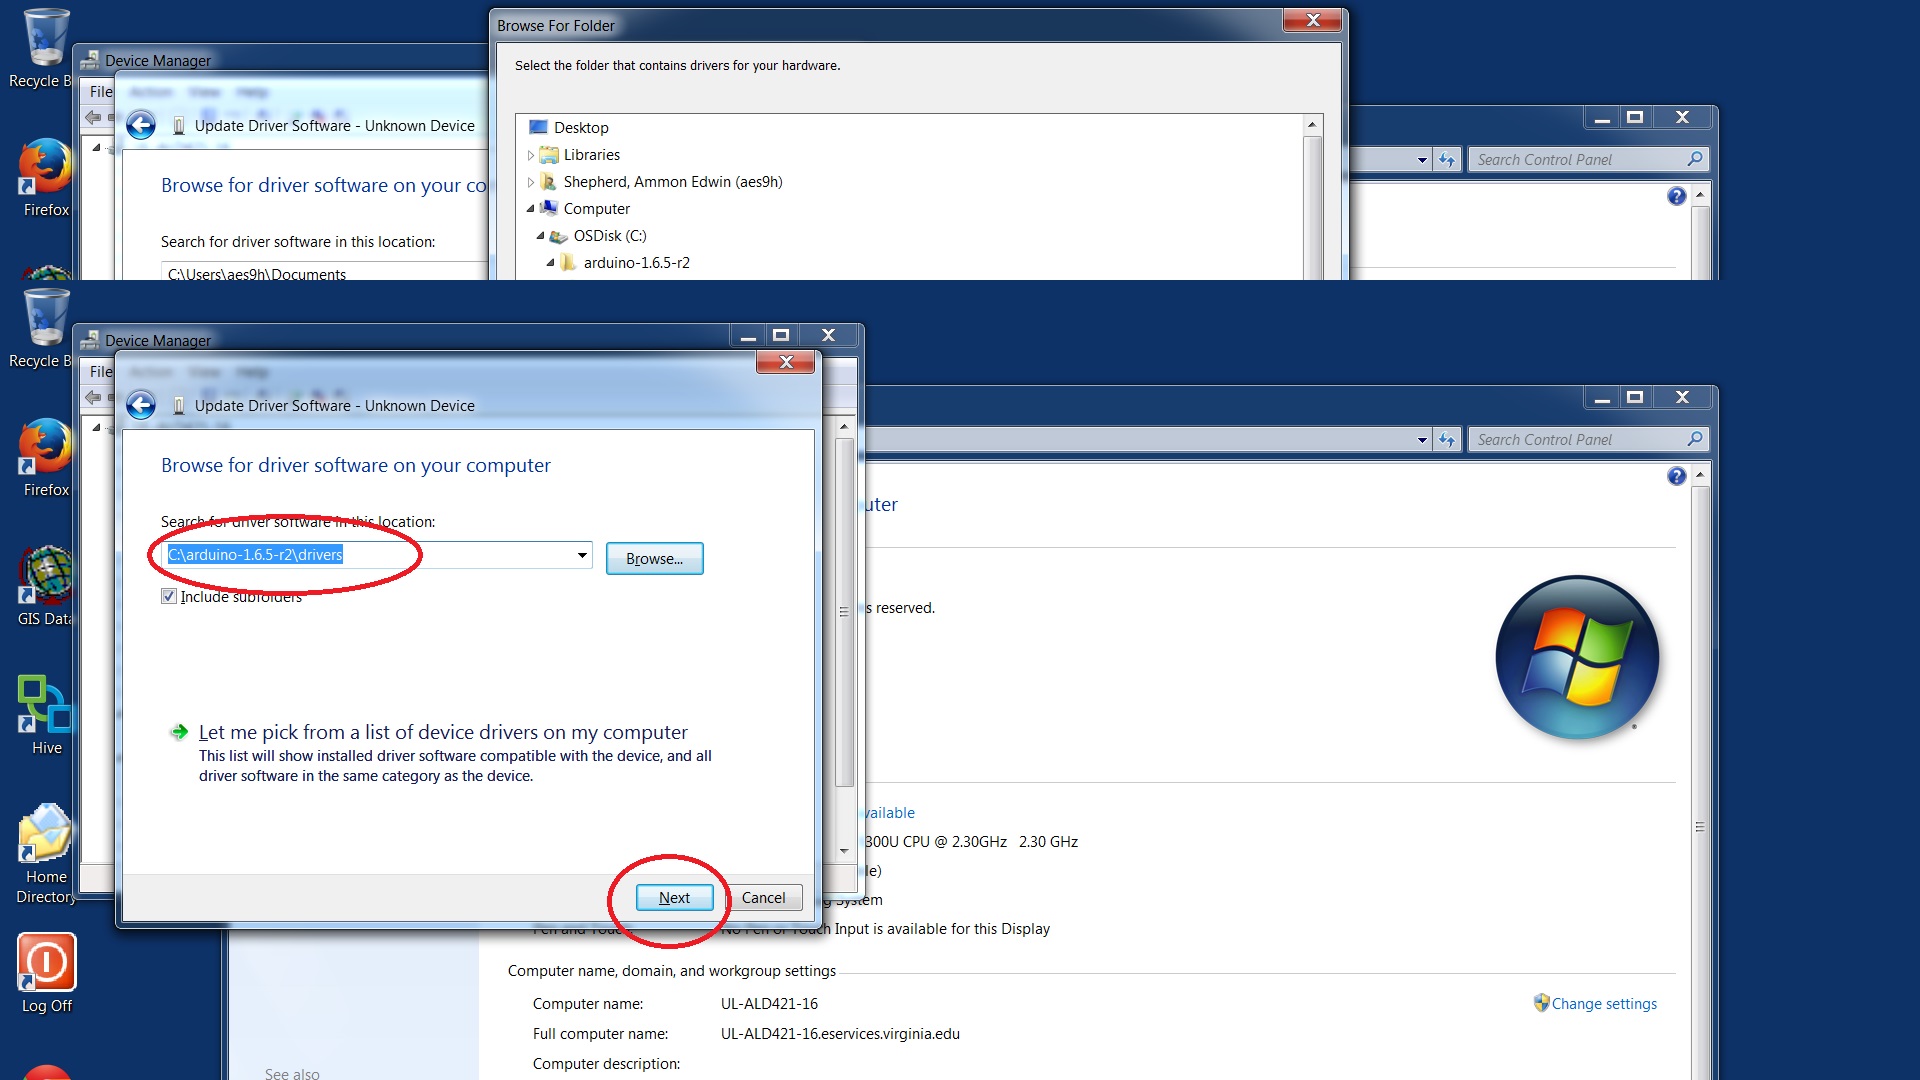 Recycle B
Device Manager
File Action View Help
Update Driver Software - Unknown Device
Browse for driver software on your co
Search for driver software in this location:
C:\Users\aes9h\Documents
Browse For Folder
Select the folder that contains drivers for your hardware.
Desktop
Libraries
Shepherd, Ammon Edwin (aes9h)
Computer
OSDisk (C:)
arduino-1.6.5-r2
Search Control Panel
Firefox
Recycle B
Device Manager
File Action View Help
Update Driver Software - Unknown Device
Browse for driver software on your computer
Search for driver software in this location:
C:\arduino-1.6.5-r2\drivers
Browse...
Include subfolders
Let me pick from a list of device drivers on my computer
This list will show installed driver software compatible with the device, and all
driver software in the same category as the device.
Next
Cancel
Search Control Panel
uter
s reserved.
vailable
300U CPU @ 2.30GHz 2.30 GHz
le)
g System
Pen and Touch: No Pen or Touch Input is available for this Display
Computer name, domain, and workgroup settings
Computer name: UL-ALD421-16
Change settings
Full computer name: UL-ALD421-16.eservices.virginia.edu
Computer description:
See also
Firefox
GIS Data
Hive
Home
Directory
Log Off